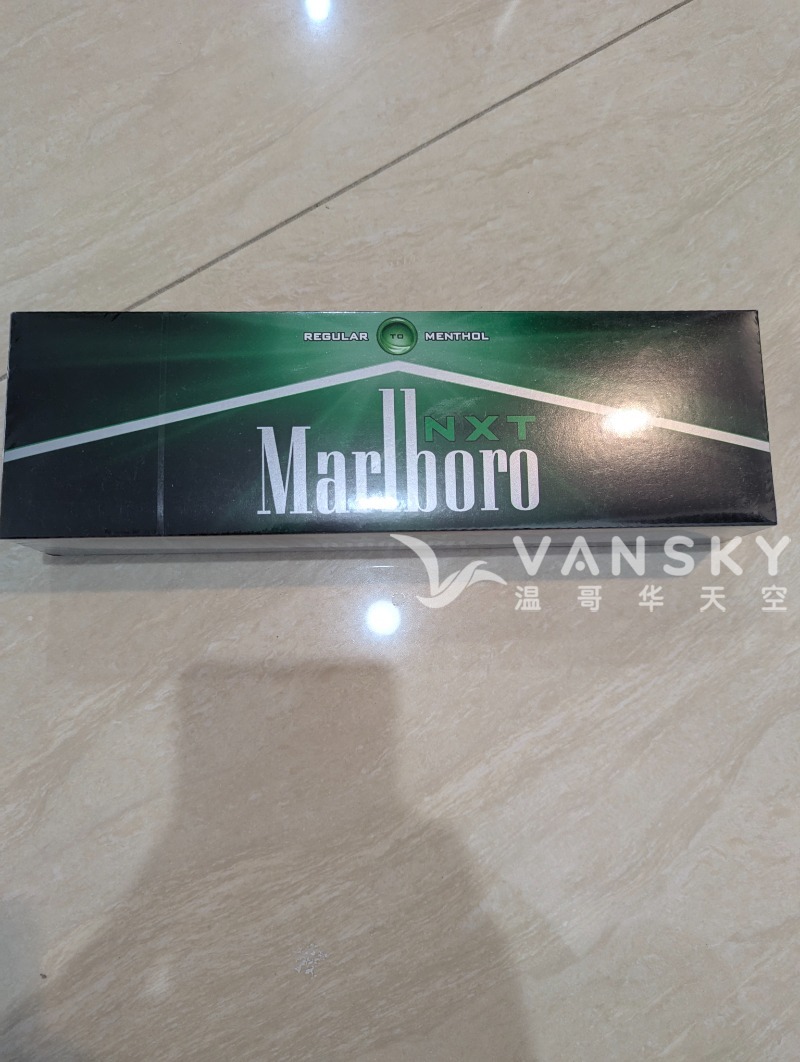 REGULAR TO MENTHOL
NXT
Marlboro
VANSKY
温哥华天空